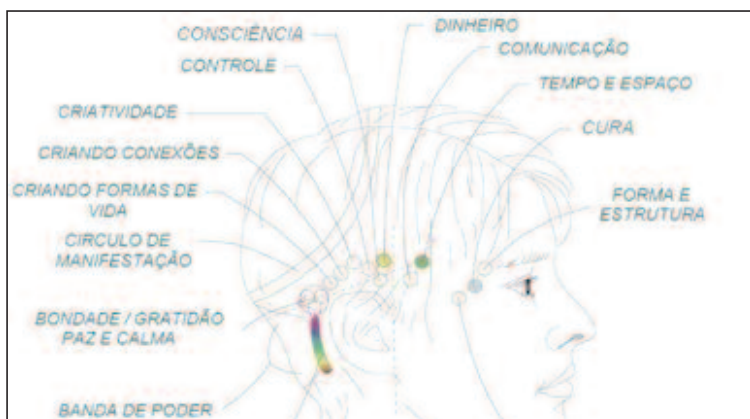 DINHEIRO
CONSCIÊNCIA
COMUNICAÇÃO
CONTROLE
TEMPO E ESPAÇO
CRIATIVIDADE
CURA
CRIANDO CONEXÕES
CRIANDO FORMAS DE
VIDA
FORMA E
ESTRUTURA
CIRCULO DE
MANIFESTAÇÃO
BONDADE / GRATIDÃO
PAZ E CALMA
BANDA DE PODER